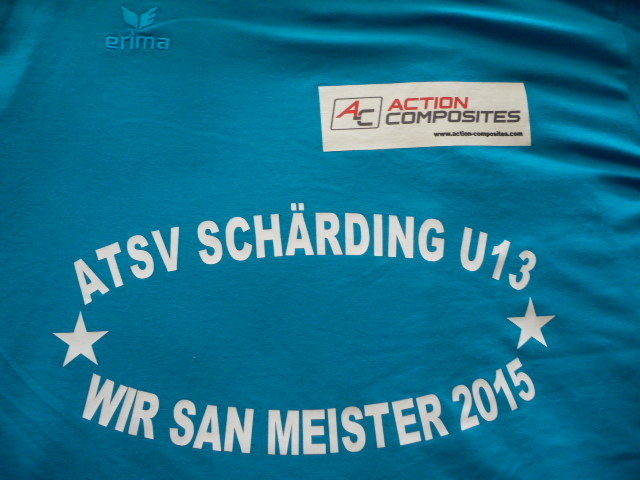 erima
AC ACTION
COMPOSITES
www.action-composites.com
ATSV SCHÄRDING U13
WIR SAN MEISTER 2015